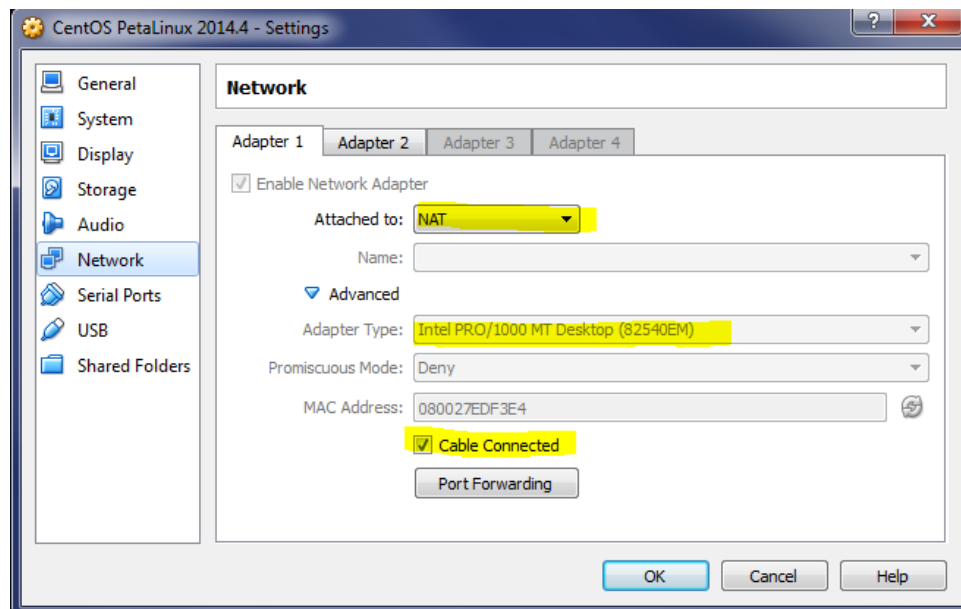 CentOS PetaLinux 2014.4 - Settings
?
X
General
System
Display
Storage
Audio
Network
Serial Ports
USB
Shared Folders
Network
Adapter 1 Adapter 2 Adapter 3 Adapter 4
Enable Network Adapter
Attached to: NAT
Name:
Advanced
Adapter Type: Intel PRO/1000 MT Desktop (82540EM)
Promiscuous Mode: Deny
MAC Address: 080027EDF3E4
Cable Connected
Port Forwarding
OK Cancel Help